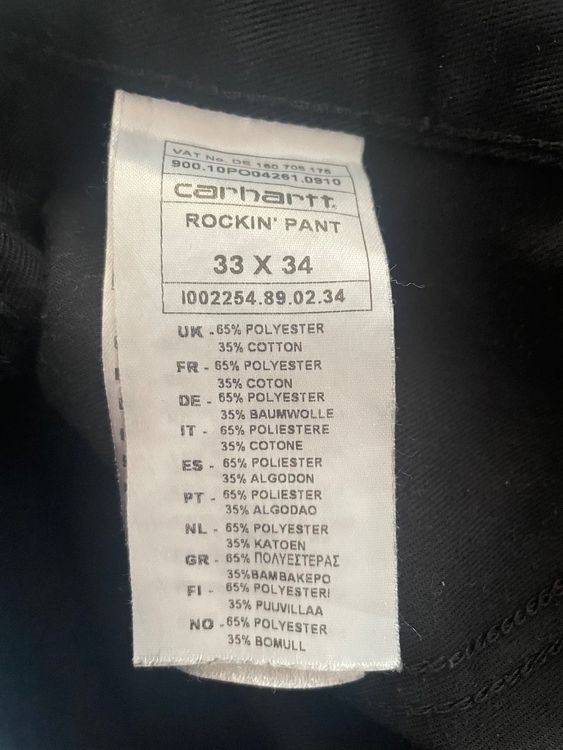 VAT No. DE 180 705 175
900.10PO04261.0910
carhartt
ROCKIN' PANT
33 X 34
I002254.89.02.34
UK - 65% POLYESTER
35% COTTON
FR - 65% POLYESTER
35% COTON
DE - 65% POLYESTER
35% BAUMWOLLE
IT - 65% POLIESTERE
35% COTONE
ES - 65% POLIESTER
35% ALGODON
PT - 65% POLIESTER
35% ALGODAO
NL - 65% POLYESTER
35% KATOEN
GR - 65% ΠΟΛΥΕΣΤΕΡΑΣ
35%ΒΑΜΒΑΚΕΡΟ
FI - 65% POLYESTERI
35% PUUVILLAA
NO - 65% POLYESTER
35% BOMULL